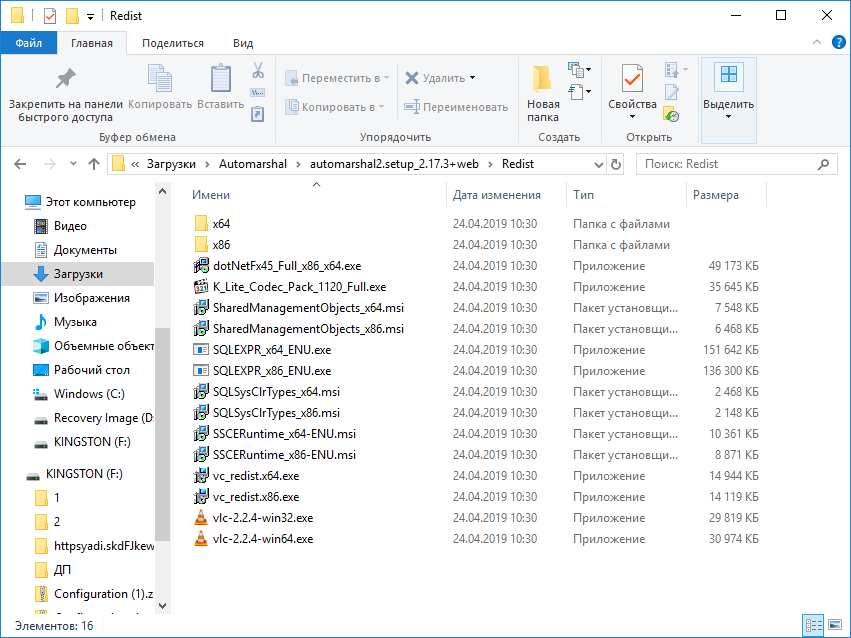 Redist
Файл Главная Поделиться Вид
Закрепить на панели быстрого доступа
Копировать
Вставить
Переместить в
Копировать в
Удалить
Переименовать
Новая папка
Свойства
Выделить
Буфер обмена Упорядочить Создать Открыть
« Загрузки › Automarshal › automarshal2.setup_2.17.3+web › Redist
Поиск: Redist
Этот компьютер
Видео
Документы
Загрузки
Изображения
Музыка
Объемные объект
Рабочий стол
Windows (C:)
Recovery Image (D:
KINGSTON (F:)
KINGSTON (F:)
1
2
httpsyadi.skdFJkew
ДП
Configuration (1).z
Имени Дата изменения Тип Размера
x64 24.04.2019 10:30 Папка с файлами
x86 24.04.2019 10:30 Папка с файлами
dotNetFx45_Full_x86_x64.exe 24.04.2019 10:30 Приложение 49 173 КБ
K_Lite_Codec_Pack_1120_Full.exe 24.04.2019 10:30 Приложение 35 645 КБ
SharedManagementObjects_x64.msi 24.04.2019 10:30 Пакет установщи... 7 548 КБ
SharedManagementObjects_x86.msi 24.04.2019 10:30 Пакет установщи... 6 468 КБ
SQLEXPR_x64_ENU.exe 24.04.2019 10:30 Приложение 151 642 КБ
SQLEXPR_x86_ENU.exe 24.04.2019 10:30 Приложение 136 300 КБ
SQLSysClrTypes_x64.msi 24.04.2019 10:30 Пакет установщи... 2 468 КБ
SQLSysClrTypes_x86.msi 24.04.2019 10:30 Пакет установщи... 2 148 КБ
SSCERuntime_x64-ENU.msi 24.04.2019 10:30 Пакет установщи... 10 361 КБ
SSCERuntime_x86-ENU.msi 24.04.2019 10:30 Пакет установщи... 8 871 КБ
vc_redist.x64.exe 24.04.2019 10:30 Приложение 14 944 КБ
vc_redist.x86.exe 24.04.2019 10:30 Приложение 14 119 КБ
vlc-2.2.4-win32.exe 24.04.2019 10:30 Приложение 29 819 КБ
vlc-2.2.4-win64.exe 24.04.2019 10:30 Приложение 30 974 КБ
Элементов: 16